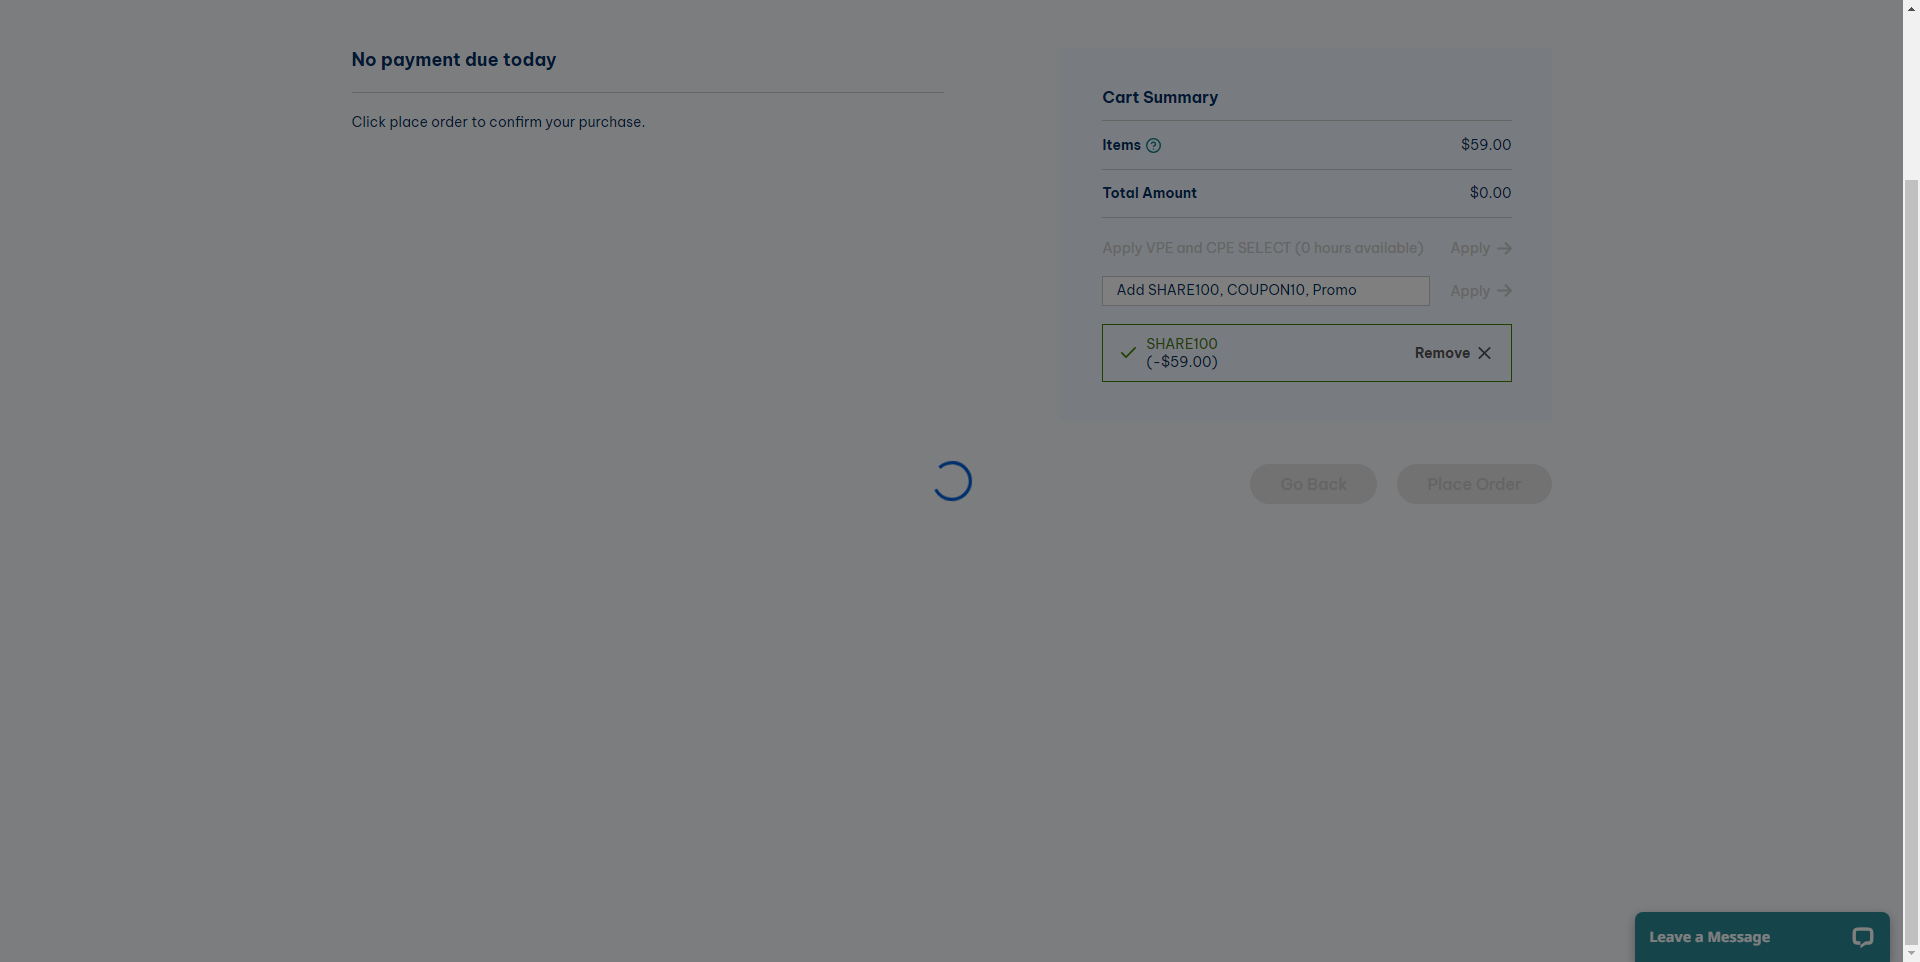 No payment due today
Click place order to confirm your purchase.
Cart Summary
Items $59.00
Total Amount $0.00
Apply VPE and CPE SELECT (0 hours available) Apply
Add SHARE100, COUPON10, Promo Apply
SHARE100
(-$59.00)
Remove
Go Back
Place Order
Leave a Message